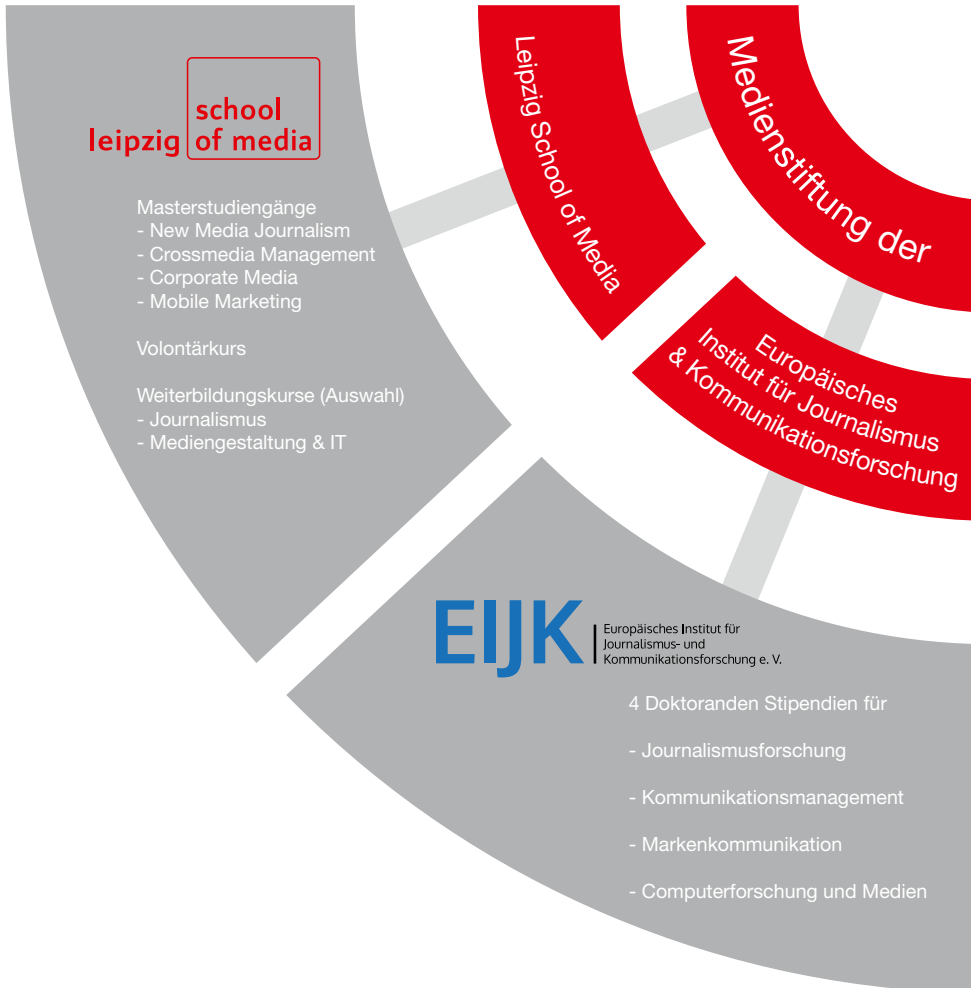 leipzig
school
of media
Masterstudiengänge
- New Media Journalism
- Crossmedia Management
- Corporate Media
- Mobile Marketing
Volontärkurs
Weiterbildungskurse (Auswahl)
- Journalismus
- Mediengestaltung & IT
Leipzig School of Media
Medienstiftung der
Europäisches
Institut für Journalismus
& Kommunikationsforschung
EIJK
Europäisches Institut für
Journalismus- und
Kommunikationsforschung e. V.
4 Doktoranden Stipendien für
- Journalismusforschung
- Kommunikationsmanagement
- Markenkommunikation
- Computerforschung und Medien